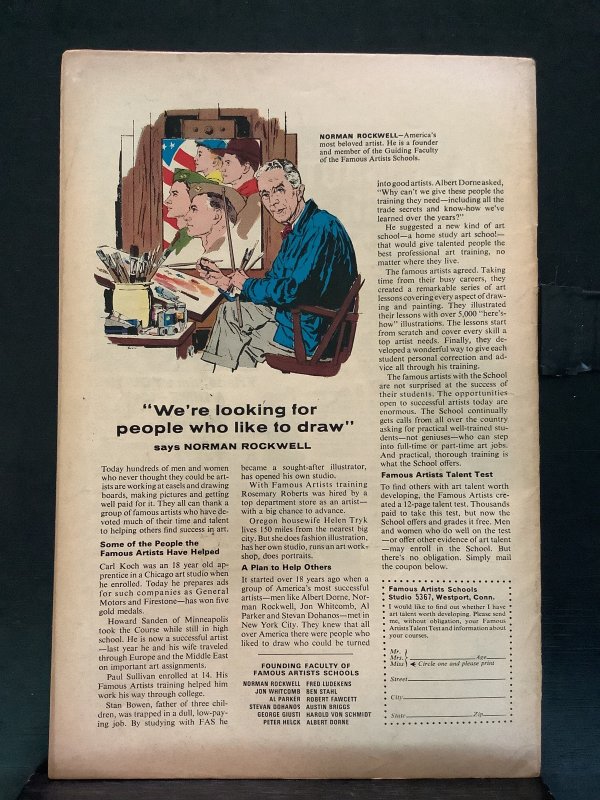 NORMAN ROCKWELL—America's
most beloved artist. He is a founder
and member of the Guiding Faculty
of the Famous Artists Schools.
"We're looking for
people who like to draw"
says NORMAN ROCKWELL
Today hundreds of men and women
who never thought they could be art-
ists are working at easels and drawing
boards, making pictures and getting
well paid for it. They all can thank a
group of famous artists who have de-
voted much of their time and talent
to helping others find success in art.
Some of the People the
Famous Artists Have Helped
Carl Koch was an 18 year old ap-
prentice in a Chicago art studio when
he enrolled. Today he prepares ads
for such companies as General
Motors and Firestone—has won five
gold medals.
Howard Sanden of Minneapolis
took the Course while still in high
school. He is now a successful artist
—last year he and his wife traveled
through Europe and the Middle East
on important art assignments.
Paul Sullivan enrolled at 14. His
Famous Artists training helped him
work his way through college.
Stan Bowen, father of three chil-
dren, was trapped in a dull, low-pay-
ing job. By studying with FAS he
became a sought-after illustrator,
has opened his own studio.
With Famous Artists training
Rosemary Roberts was hired by a
top department store as an artist—
with a big chance to advance.
Oregon housewife Helen Tryk
lives 150 miles from the nearest big
city. But she does fashion illustration,
has her own studio, runs an art work-
shop, does portraits.
A Plan to Help Others
It started over 18 years ago when a
group of America's most successful
artists—men like Albert Dorne, Nor-
man Rockwell, Jon Whitcomb, Al
Parker and Stevan Dohanos—met in
New York City. They knew that all
over America there were people who
liked to draw who could be turned
FOUNDING FACULTY OF
FAMOUS ARTISTS SCHOOLS
NORMAN ROCKWELL FRED LUDEKENS
JON WHITCOMB BEN STAHL
AL PARKER ROBERT FAWCETT
STEVAN DOHANOS AUSTIN BRIGGS
GEORGE GIUSTI HAROLD VON SCHMIDT
PETER HELCK ALBERT DORNE
into good artists. Albert Dorne asked,
"Why can't we give these people the
training they need—including all the
trade secrets and know-how we've
learned over the years?"
He suggested a new kind of art
school—a home study art school—
that would give talented people the
best professional art training, no
matter where they live.
The famous artists agreed. Taking
time from their busy careers, they
created a remarkable series of art
lessons covering every aspect of draw-
ing and painting. They illustrated
their lessons with over 5,000 "here's-
how" illustrations. The lessons start
from scratch and cover every skill a
top artist needs. Finally, they de-
veloped a wonderful way to give each
student personal correction and ad-
vice all through his training.
The famous artists with the School
are not surprised at the success of
their students. The opportunities
open to successful artists today are
enormous. The School continually
gets calls from all over the country
asking for practical well-trained stu-
dents—not geniuses—who can step
into full-time or part-time art jobs.
And practical, thorough training is
what the School offers.
Famous Artists Talent Test
To find others with art talent worth
developing, the Famous Artists cre-
ated a 12-page talent test. Thousands
paid to take this test, but now the
School offers and grades it free. Men
and women who do well on the test
—or offer other evidence of art talent
—may enroll in the School. But
there's no obligation. Simply mail
the coupon below.
Famous Artists Schools
Studio 5367, Westport, Conn.
I would like to find out whether I have
art talent worth developing. Please send
me, without obligation, your Famous
Artists Talent Test and information about
your courses.
Mr.
Mrs. Age
Miss Circle one and please print
Street
City
State Zip